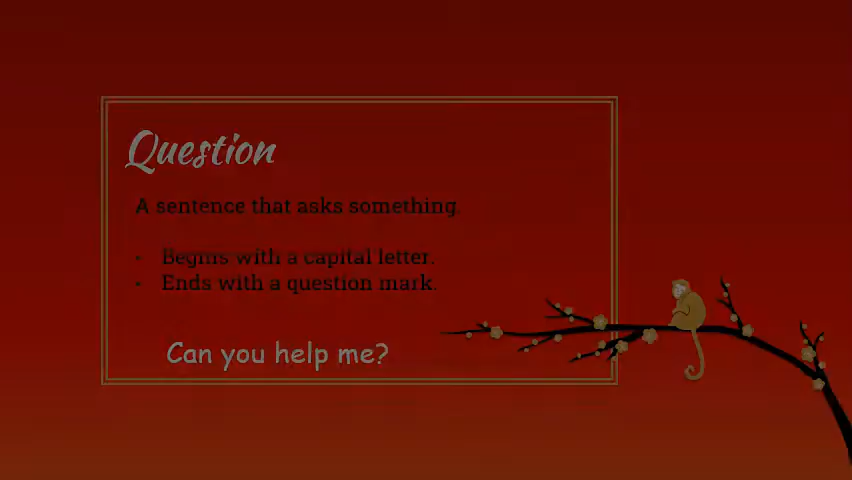 Question
A sentence that asks something.
• Begins with a capital letter.
• Ends with a question mark.
Can you help me?